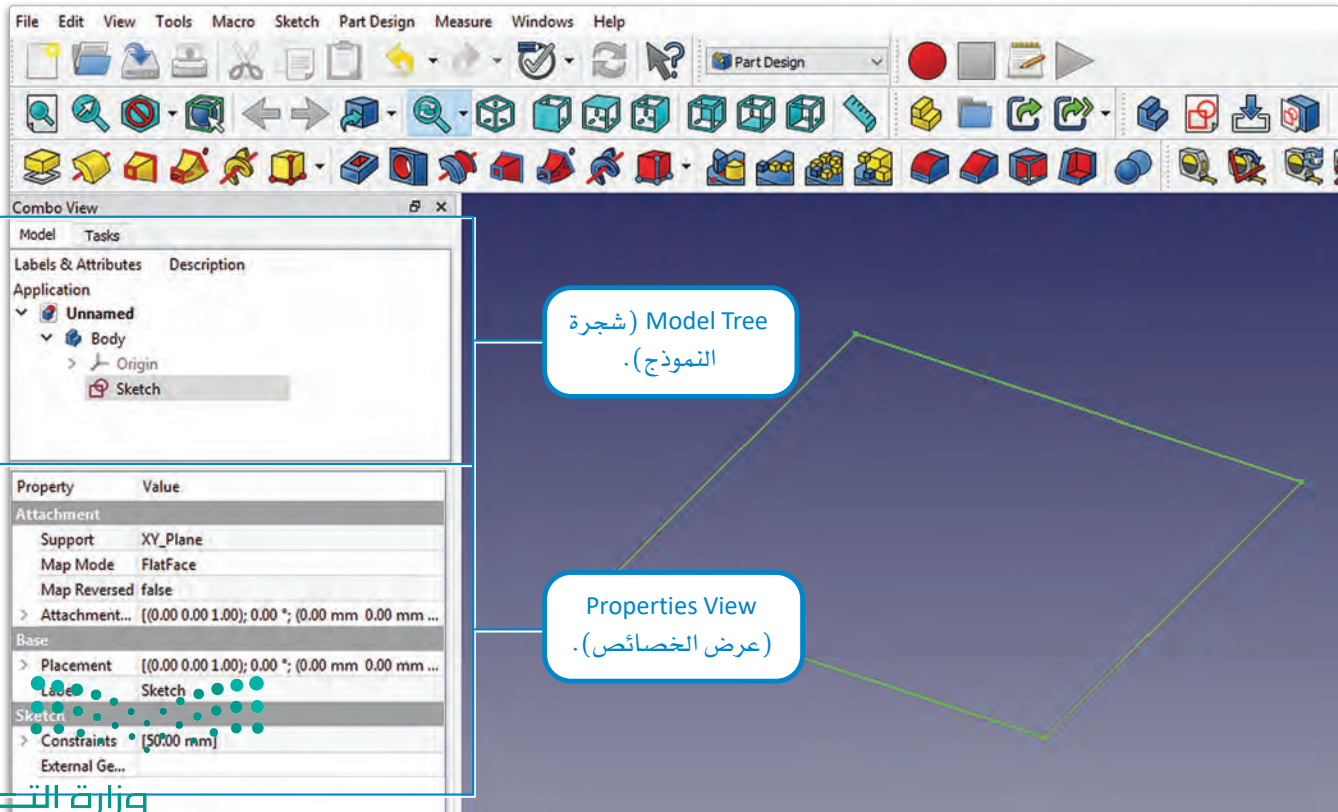 File Edit View Tools Macro Sketch Part Design Measure Windows Help
Part Design
Combo View
Model Tasks
Labels & Attributes Description
Application
Unnamed
Body
Origin
Sketch
Model Tree (شجرة
النموذج).
Property Value
Attachment
Support XY_Plane
Map Mode FlatFace
Map Reversed false
Attachment... [(0.00 0.00 1.00); 0.00 °; (0.00 mm 0.00 mm ...
Base
Placement [(0.00 0.00 1.00); 0.00 °; (0.00 mm 0.00 mm ...
Label Sketch
Sketch
Constraints [50.00 mm]
External Ge...
Properties View
(عرض الخصائص).
وزارة التـ